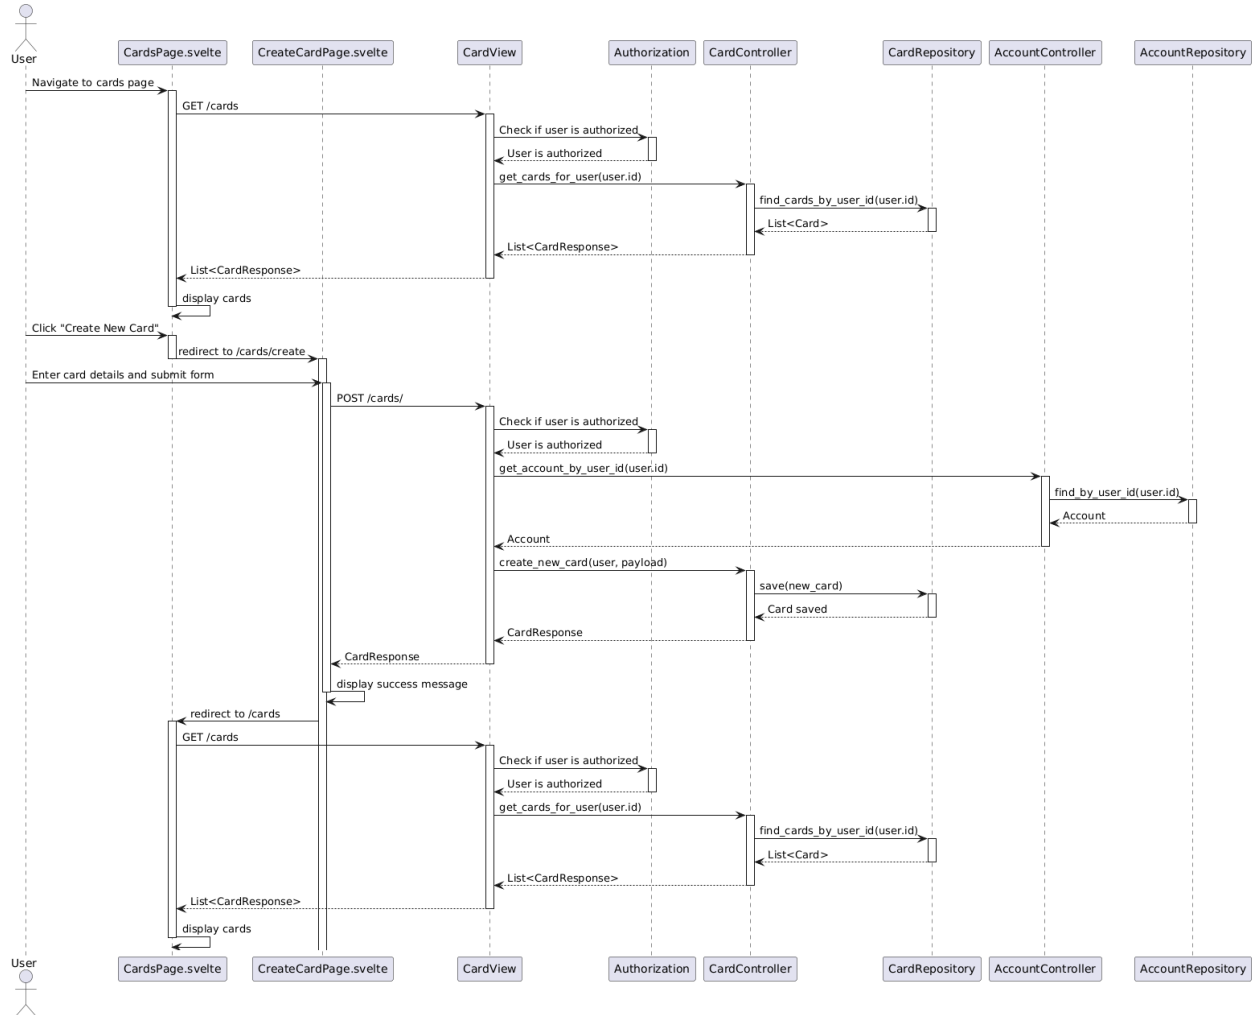 User
CardsPage.svelte
CreateCardPage.svelte
CardView
Authorization
CardController
CardRepository
AccountController
AccountRepository
Navigate to cards page
GET /cards
Check if user is authorized
User is authorized
get_cards_for_user(user.id)
find_cards_by_user_id(user.id)
List<Card>
List<CardResponse>
List<CardResponse>
display cards
Click "Create New Card"
redirect to /cards/create
Enter card details and submit form
POST /cards/
Check if user is authorized
User is authorized
get_account_by_user_id(user.id)
find_by_user_id(user.id)
Account
Account
create_new_card(user, payload)
save(new_card)
Card saved
CardResponse
CardResponse
display success message
redirect to /cards
GET /cards
Check if user is authorized
User is authorized
get_cards_for_user(user.id)
find_cards_by_user_id(user.id)
List<Card>
List<CardResponse>
List<CardResponse>
display cards
User
CardsPage.svelte
CreateCardPage.svelte
CardView
Authorization
CardController
CardRepository
AccountController
AccountRepository